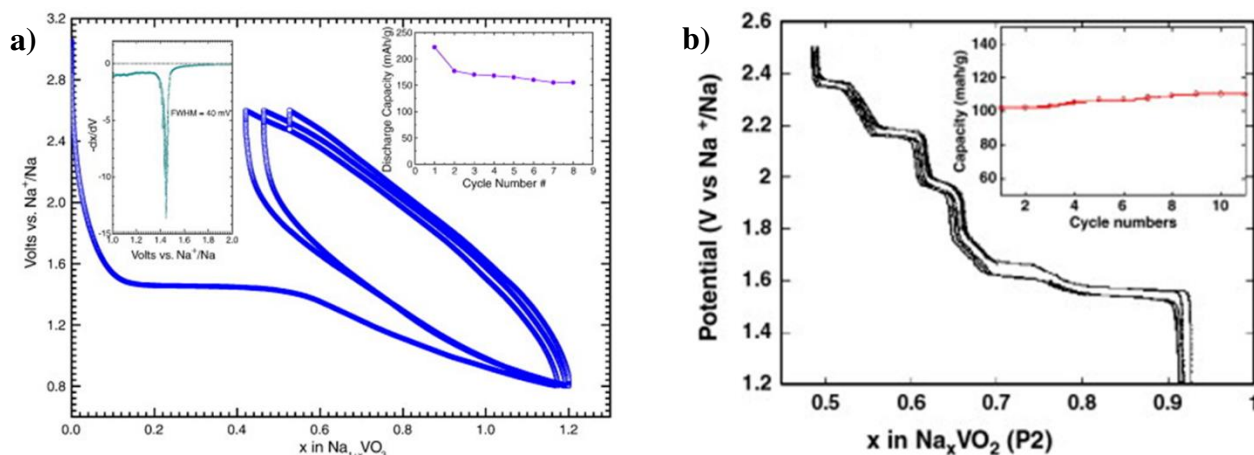 a)
3.2
2.8
2.4
2.0
1.6
1.2
0.8
Volts vs. Na⁺/Na
0.0 0.2 0.4 0.6 0.8 1.0 1.2
x in
0
-5
-10
-15
-dx/dV
FWHM = 40 mV
1.0 1.2 1.4 1.6 1.8 2.0
Volts vs. Na⁺/Na
250
200
150
100
50
0
Discharge Capacity (mAh/g)
0 1 2 3 4 5 6 7 8 9
Cycle Number #
b)
2.6
2.4
2.2
2
1.8
1.6
1.4
1.2
Potential (V vs Na⁺/Na)
0.5 0.6 0.7 0.8 0.9 1
x in NaₓVO₂ (P2)
140
120
100
80
60
Capacity (mah/g)
2 4 6 8 10
Cycle numbers